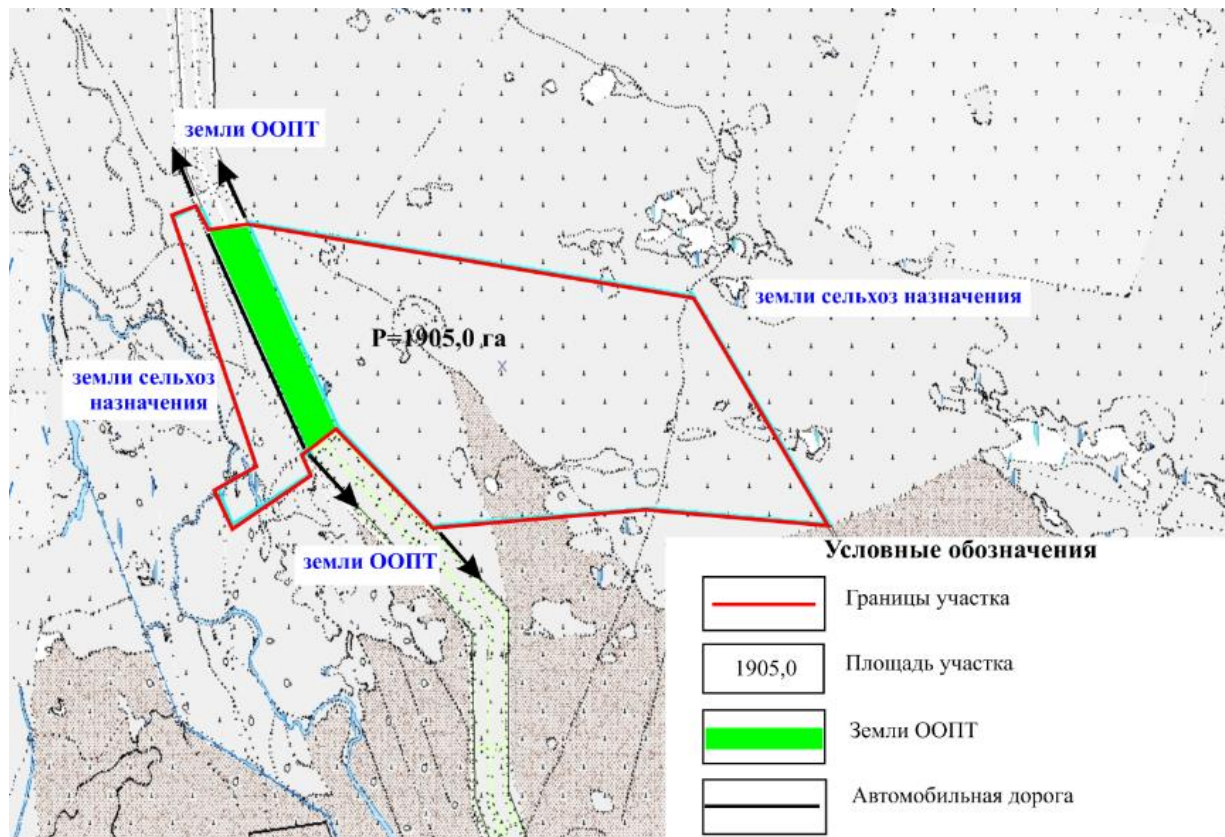 земли ООПТ
земли сельхоз назначения
P=1905,0 га
земли сельхоз
назначения
земли ООПТ
Условные обозначения
Границы участка
1905,0
Площадь участка
Земли ООПТ
Автомобильная дорога